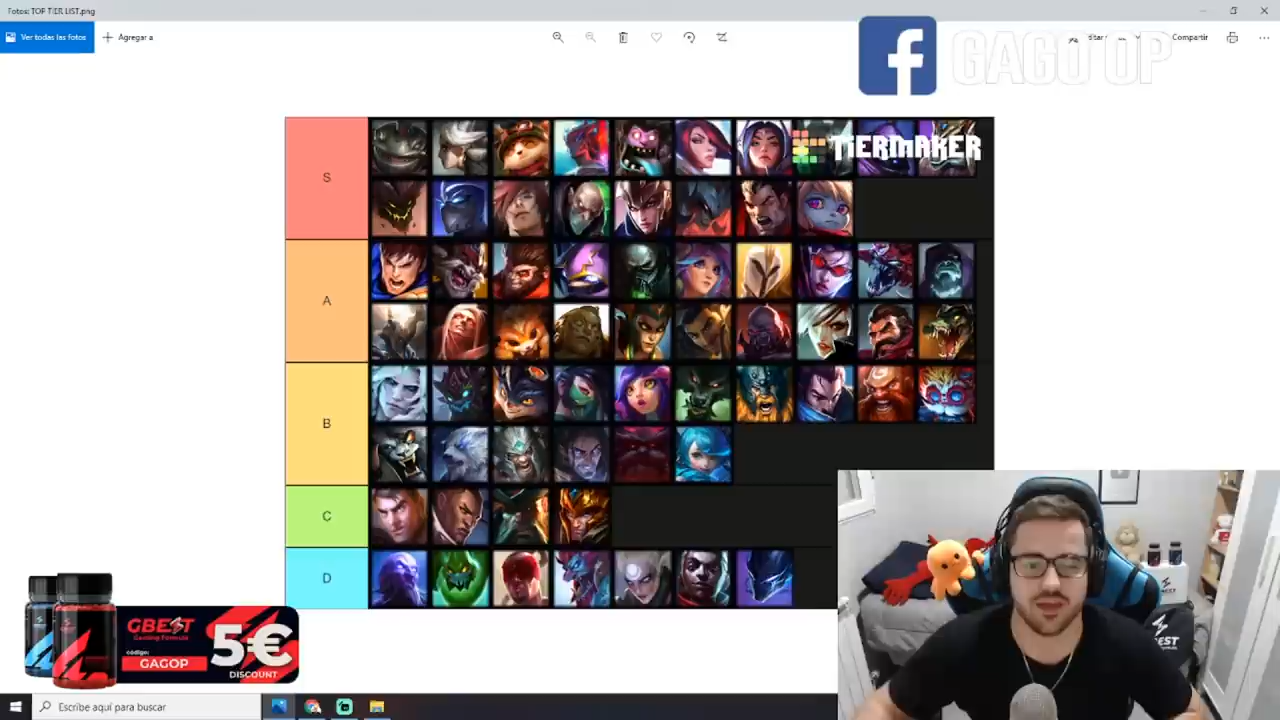 Fotos: TOP TIER LIST.png
Ver todas las fotos
Agregar a
Compartir
GAGO OP
S
TiERMAKER
A
B
C
D
GBEST
Gaming Formula
código:
GAGOP
5€
DISCOUNT
Escribe aquí para buscar